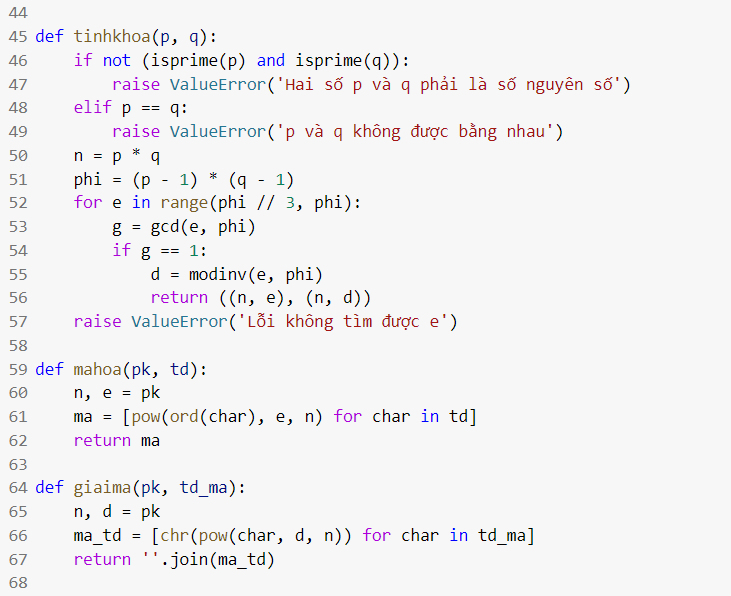 44
45 def tinhkhoa(p, q):
46     if not (isprime(p) and isprime(q)):
47         raise ValueError('Hai số p và q phải là số nguyên số')
48     elif p == q:
49         raise ValueError('p và q không được bằng nhau')
50     n = p * q
51     phi = (p - 1) * (q - 1)
52     for e in range(phi // 3, phi):
53         g = gcd(e, phi)
54         if g == 1:
55             d = modinv(e, phi)
56             return ((n, e), (n, d))
57     raise ValueError('Lỗi không tìm được e')
58
59 def mahoa(pk, td):
60     n, e = pk
61     ma = [pow(ord(char), e, n) for char in td]
62     return ma
63
64 def giaima(pk, td_ma):
65     n, d = pk
66     ma_td = [chr(pow(char, d, n)) for char in td_ma]
67     return ''.join(ma_td)
68